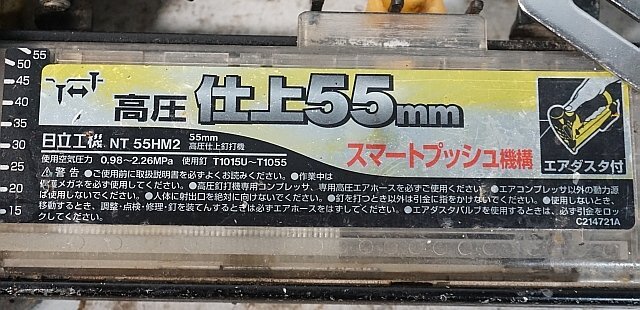 55
50
45
40
35
30
25
20
15
高圧 仕上55mm
日立工機 NT 55HM2 55mm 高圧仕上釘打機
スマートプッシュ機構
エアダスタ付
使用空気圧力 0.98～2.26MPa 使用釘 T1015U～T1055
警告 ●ご使用前に取扱説明書を必ずよくお読みください。●作業中は
保護メガネを必ず使用してください。●高圧釘打機専用コンプレッサ、専用高圧エアホースを必ずご使用ください。●エアコンプレッサ以外の動力源
は使用しないでください。●人体に射出口を絶対に向けないでください。●釘を打つとき以外は引金に指をかけないでください。●使用しないとき、
移動するとき、調整・点検・修理・釘を装てんするときは必ずエアホースをはずしてください。●エアダスタバルブを使用するときは、必ず引金をロッ
クしてください。
C214721A